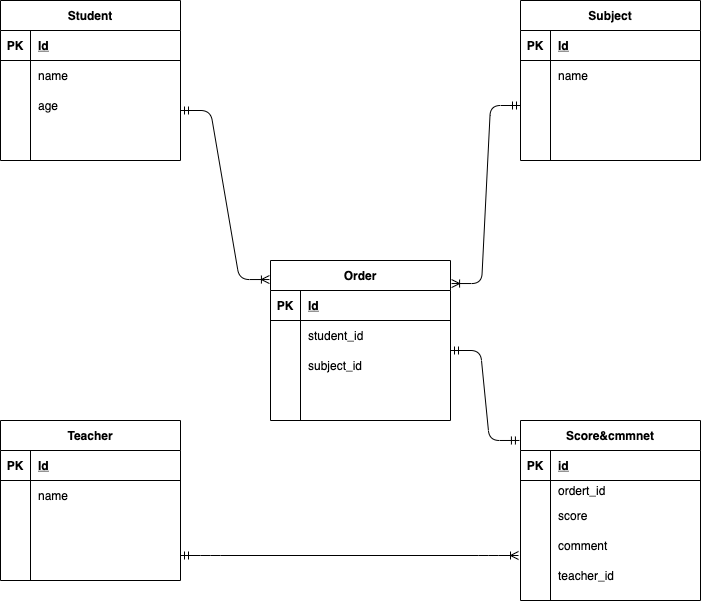 Student
PK Id
name
age
Subject
PK Id
name
Order
PK Id
student_id
subject_id
Teacher
PK Id
name
Score&cmmnet
PK id
ordert_id
score
comment
teacher_id